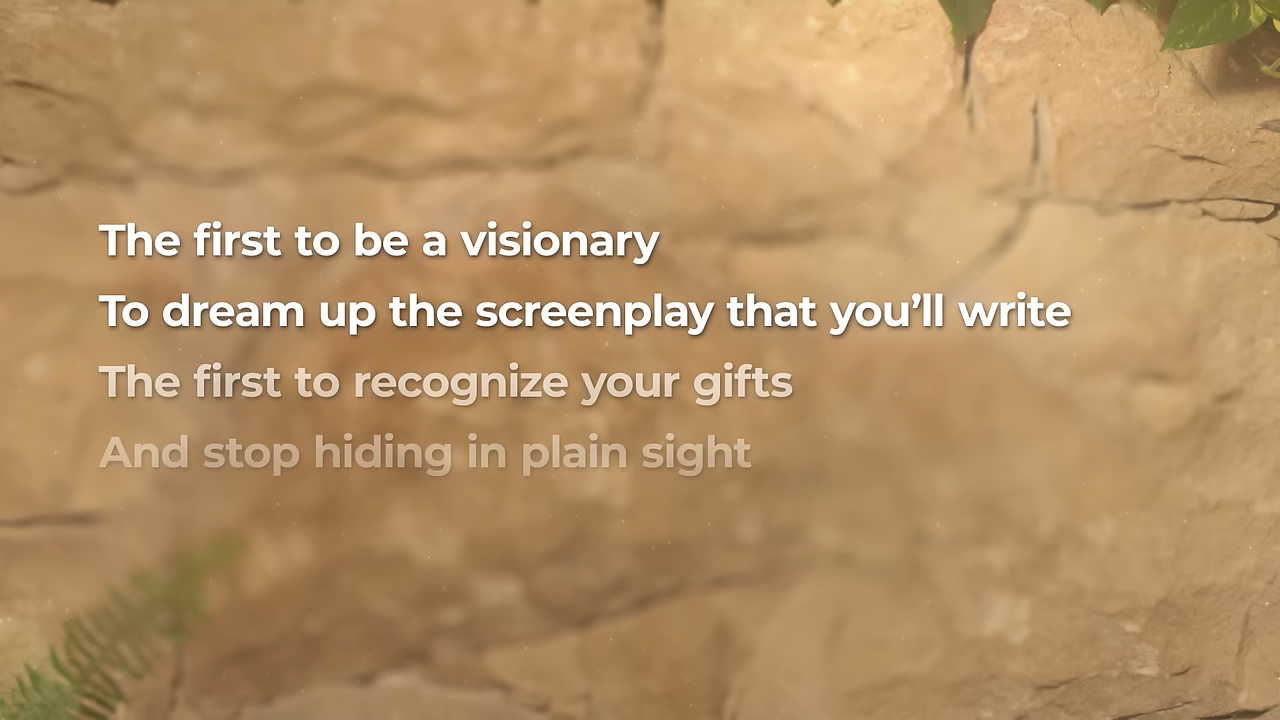 The first to be a visionary
To dream up the screenplay that you’ll write
The first to recognize your gifts
And stop hiding in plain sight